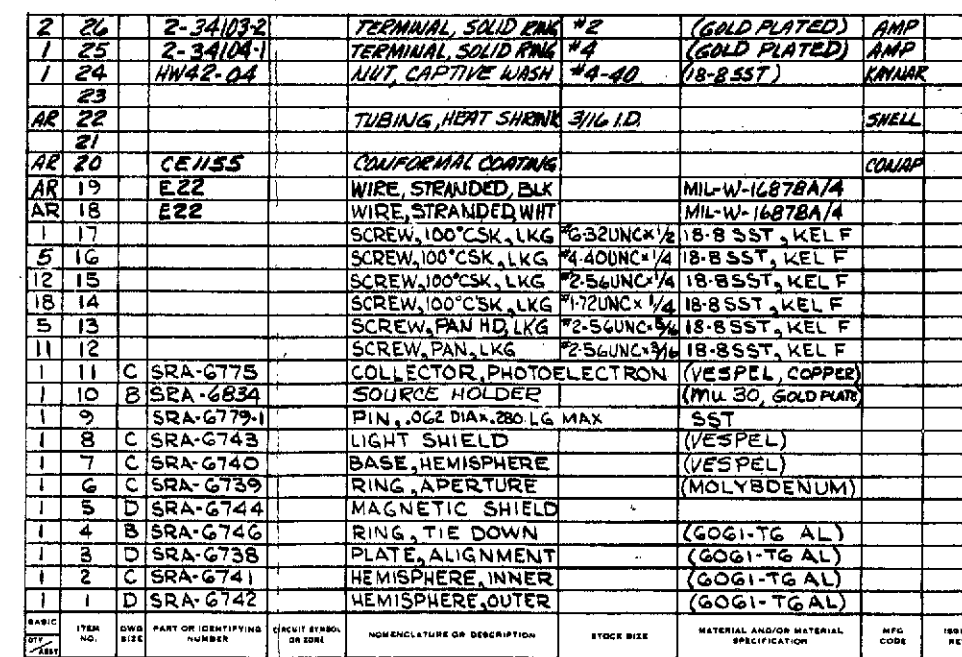 2 26 2-34103-2 TERMINAL, SOLID RING #2 (GOLD PLATED) AMP
1 25 2-34104-1 TERMINAL, SOLID RING #4 (GOLD PLATED) AMP
1 24 HW42-04 NUT, CAPTIVE WASH #4-40 (18-8 SST) KAYNAR
23
AR 22 TUBING, HEAT SHRINK 3/16 I.D. SHELL
21
AR 20 CE1155 CONFORMAL COATING CONAP
AR 19 E22 WIRE, STRANDED, BLK MIL-W-16878A/4
AR 18 E22 WIRE, STRANDED, WHT MIL-W-16878A/4
1 17 SCREW, 100°CSK, LKG #6-32UNC×1/2 18-8 SST, KEL F
5 16 SCREW, 100°CSK, LKG #4-40UNC×1/4 18-8 SST, KEL F
12 15 SCREW, 100°CSK, LKG #2-56UNC×1/4 18-8SST, KEL F
18 14 SCREW, 100°CSK, LKG #1-72UNC× 1/4 18-8SST, KEL F
5 13 SCREW, PAN HD, LKG #2-56UNC×5/16 18-8SST, KEL F
11 12 SCREW, PAN, LKG #2-56UNC×3/16 18-8SST, KEL F
1 11 C SRA-6775 COLLECTOR, PHOTOELECTRON (VESPEL, COPPER)
1 10 B SRA-6834 SOURCE HOLDER (MU 30, GOLD PLATE)
1 9 SRA-6779-1 PIN, .062 DIA×.280 LG MAX SST
1 8 C SRA-6743 LIGHT SHIELD (VESPEL)
1 7 C SRA-6740 BASE, HEMISPHERE (VESPEL)
1 6 C SRA-6739 RING, APERTURE (MOLYBDENUM)
1 5 D SRA-6744 MAGNETIC SHIELD
1 4 B SRA-6746 RING, TIE DOWN (6061-T6 AL)
1 3 D SRA-6738 PLATE, ALIGNMENT (6061-T6 AL)
1 2 C SRA-6741 HEMISPHERE, INNER (6061-T6 AL)
1 1 D SRA-6742 HEMISPHERE, OUTER (6061-T6 AL)
BASIC QTY/ASSY ITEM NO. DWG SIZE PART OR IDENTIFYING NUMBER CIRCUIT SYMBOL OR ZONE NOMENCLATURE OR DESCRIPTION STOCK SIZE MATERIAL AND/OR MATERIAL SPECIFICATION MFG CODE